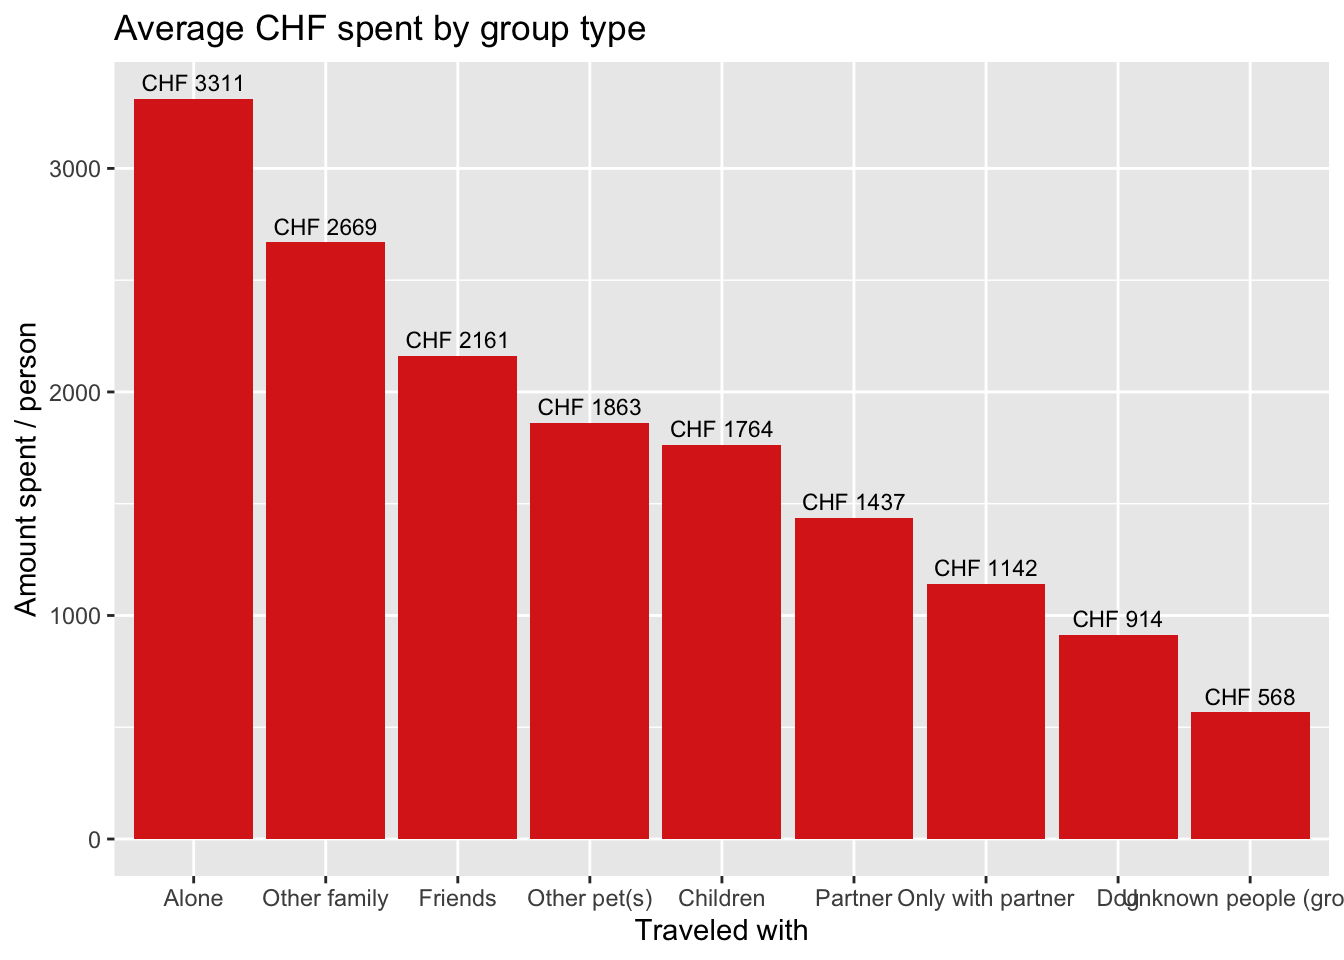 Average CHF spent by group type
CHF 3311
CHF 2669
CHF 2161
CHF 1863
CHF 1764
CHF 1437
CHF 1142
CHF 914
CHF 568
Amount spent / person
3000
2000
1000
0
Alone Other family Friends Other pet(s) Children Partner Only with partner Dog Unknown people (gro
Traveled with